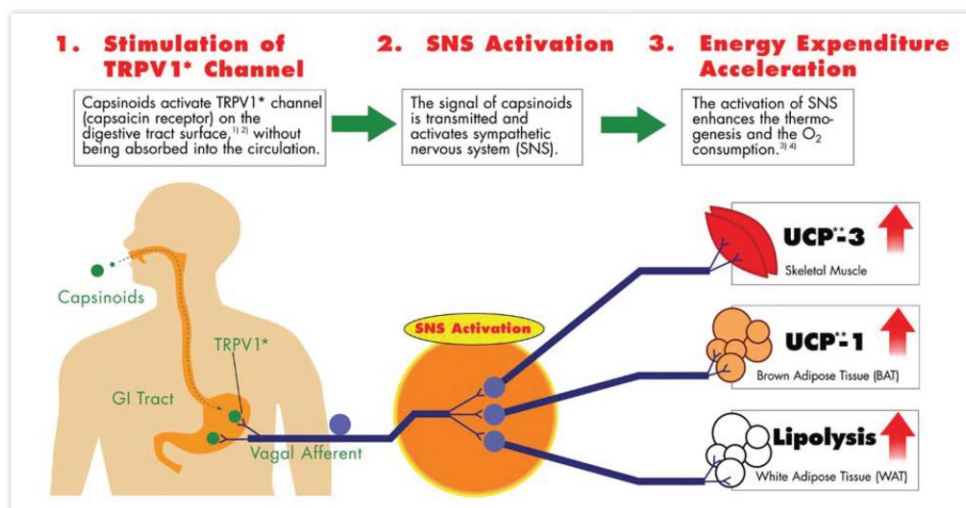 1. Stimulation of
TRPV1* Channel
2. SNS Activation
3. Energy Expenditure
Acceleration
Capsinoids activate TRPV1* channel
(capsaicin receptor) on the
digestive tract surface,1) 2) without
being absorbed into the circulation.
The signal of capsinoids
is transmitted and
activates sympathetic
nervous system (SNS).
The activation of SNS
enhances the thermo-
genesis and the O2
consumption.3) 4)
Capsinoids
TRPV1*
GI Tract
Vagal Afferent
SNS Activation
UCP**-3
Skeletal Muscle
UCP**-1
Brown Adipose Tissue (BAT)
Lipolysis
White Adipose Tissue (WAT)